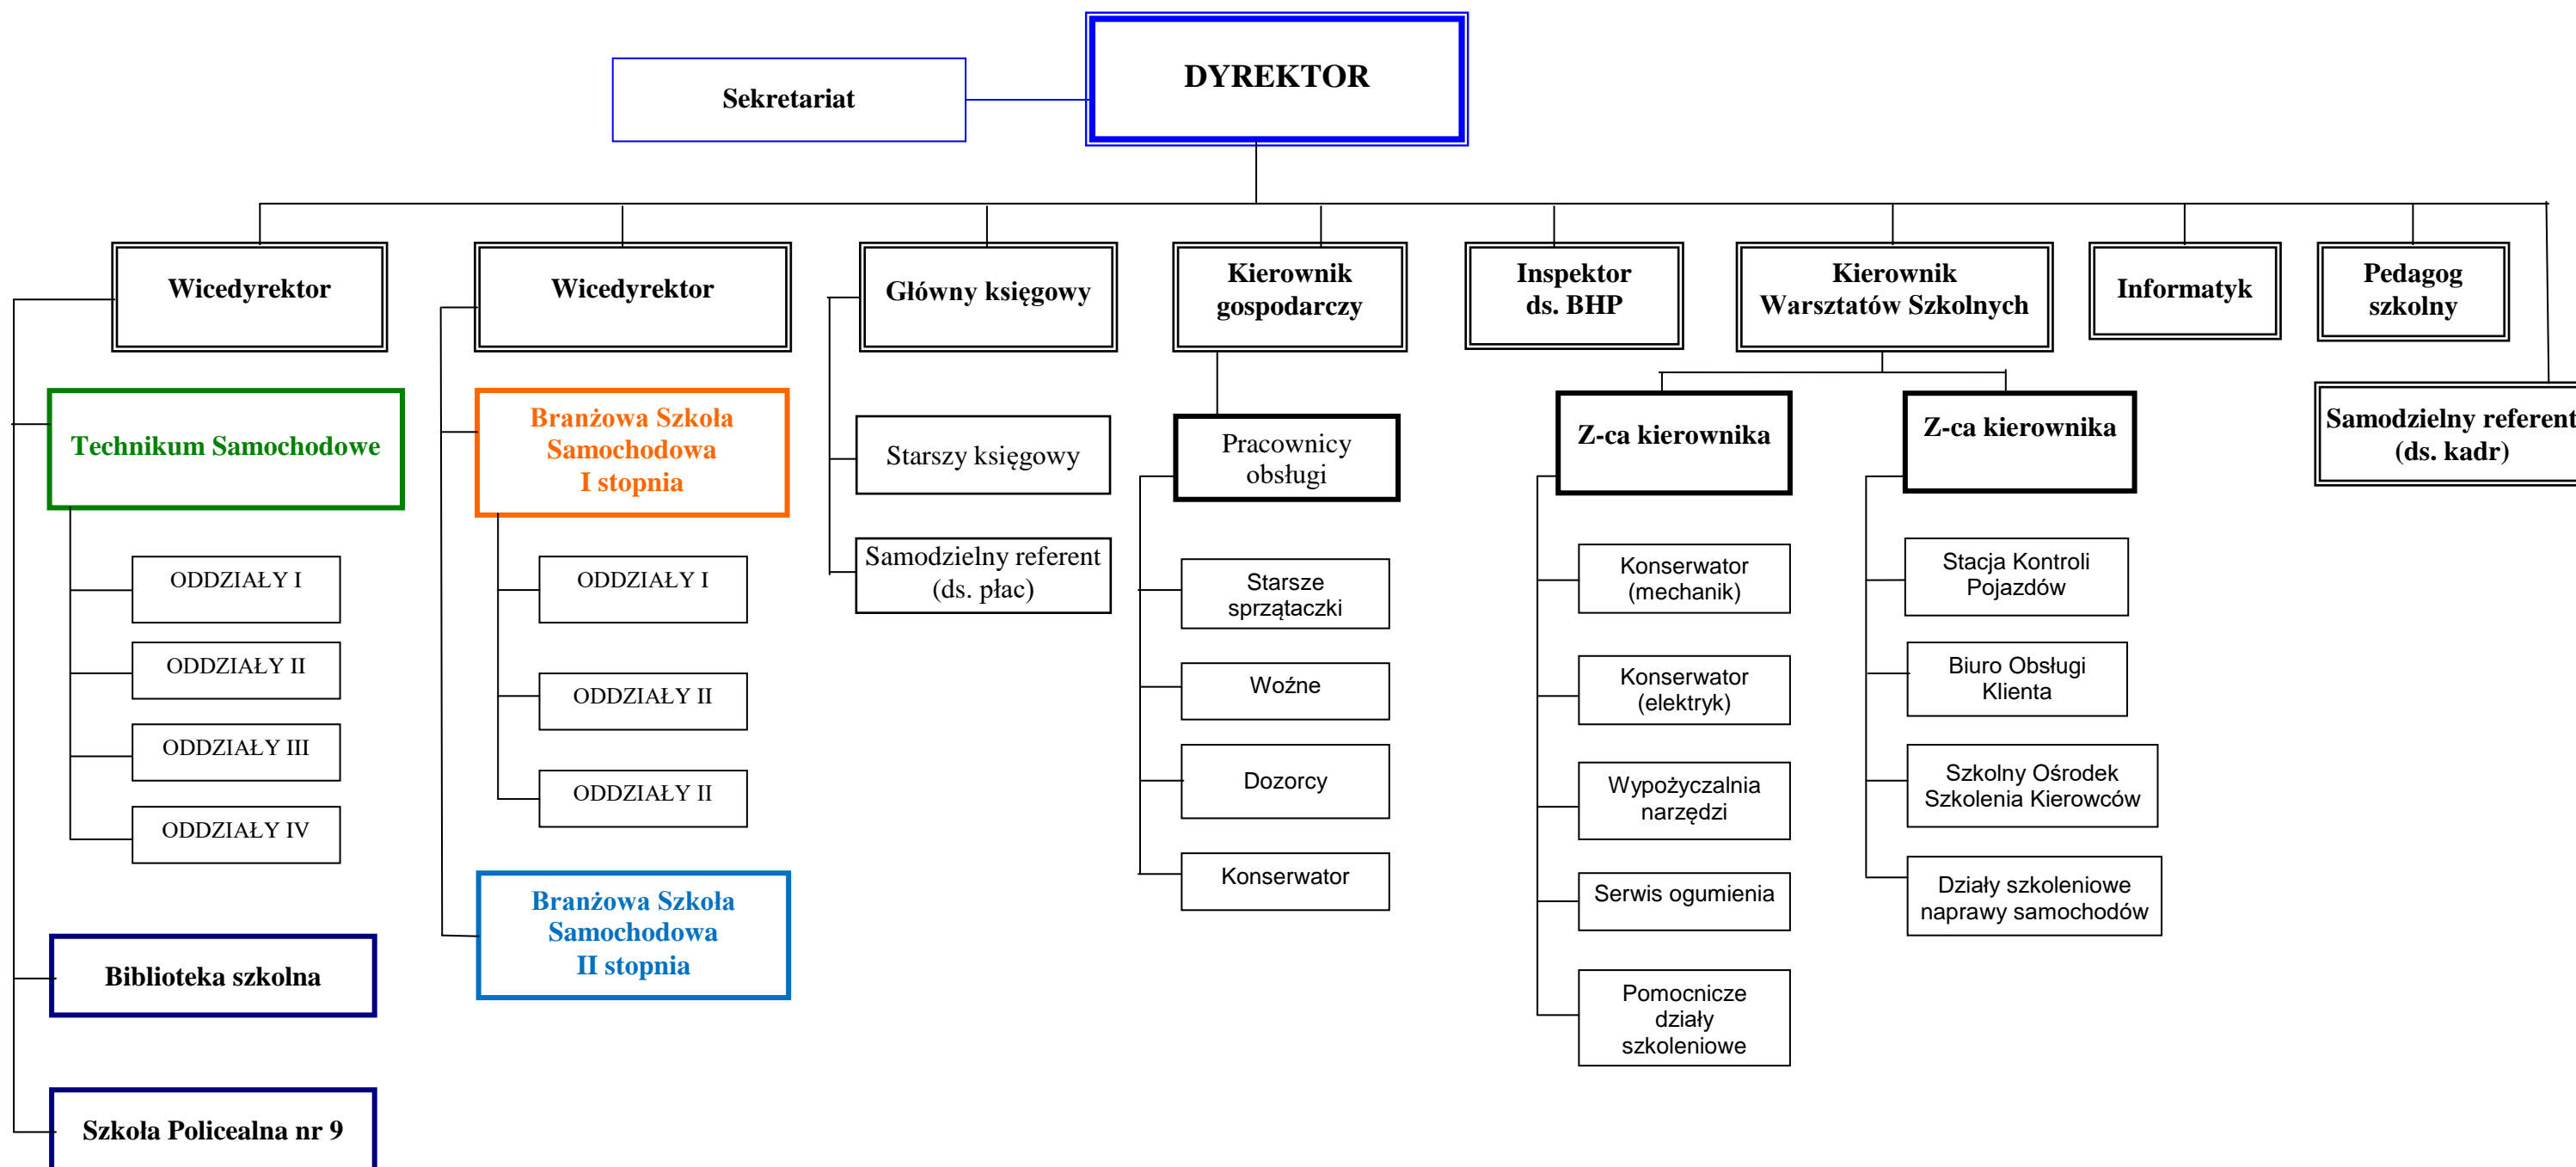 DYREKTOR
Sekretariat
Wicedyrektor
Wicedyrektor
Główny księgowy
Kierownik
gospodarczy
Inspektor
ds. BHP
Kierownik
Warsztatów Szkolnych
Informatyk
Pedagog
szkolny
Samodzielny referent
(ds. kadr)
Technikum Samochodowe
ODDZIAŁY I
ODDZIAŁY II
ODDZIAŁY III
ODDZIAŁY IV
Biblioteka szkolna
Szkoła Policealna nr 9
Branżowa Szkoła
Samochodowa
I stopnia
ODDZIAŁY I
ODDZIAŁY II
ODDZIAŁY II
Branżowa Szkoła
Samochodowa
II stopnia
Starszy księgowy
Samodzielny referent
(ds. płac)
Pracownicy
obsługi
Starsze
sprzątaczki
Woźne
Dozorcy
Konserwator
Z-ca kierownika
Konserwator
(mechanik)
Konserwator
(elektryk)
Wypożyczalnia
narzędzi
Serwis ogumienia
Pomocnicze
działy
szkoleniowe
Z-ca kierownika
Stacja Kontroli
Pojazdów
Biuro Obsługi
Klienta
Szkolny Ośrodek
Szkolenia Kierowców
Działy szkoleniowe
naprawy samochodów